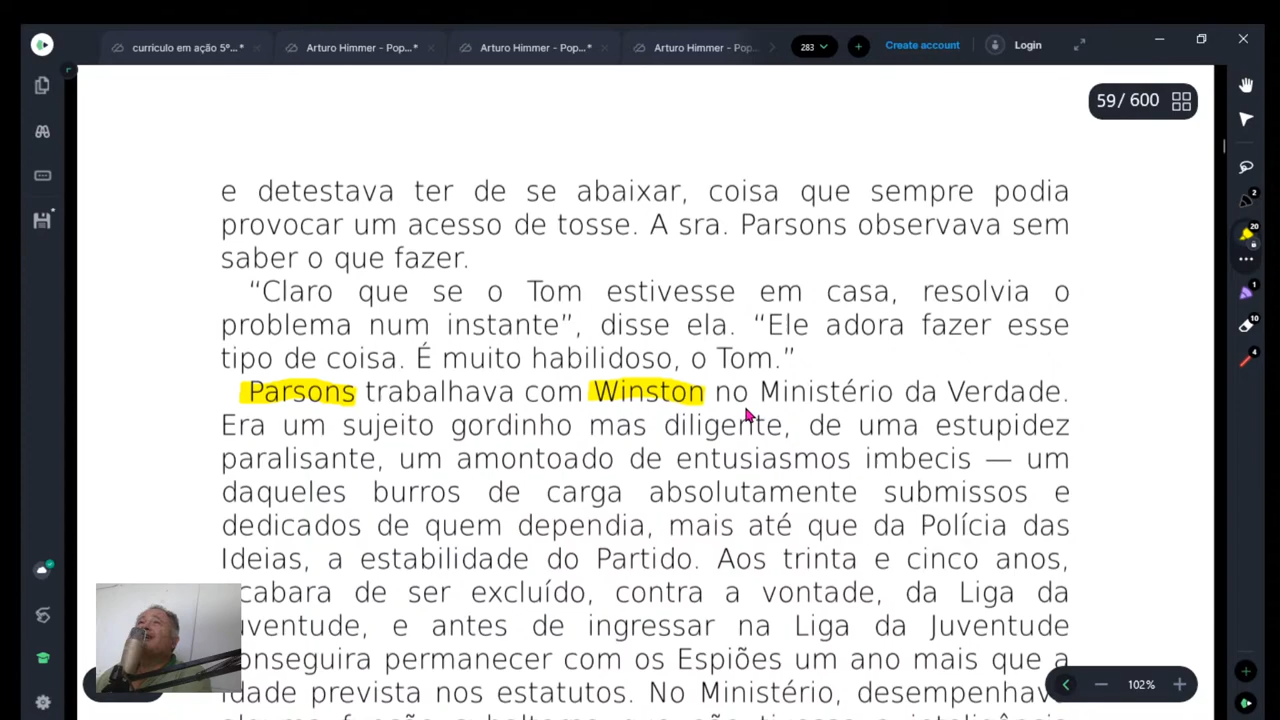 curriculo em ação 5º...*
Arturo Himmer - Pop...*
Arturo Himmer - Pop...*
Arturo Himmer - Pop...
283
Create account
Login
59/ 600
e detestava ter de se abaixar, coisa que sempre podia
provocar um acesso de tosse. A sra. Parsons observava sem
saber o que fazer.
“Claro que se o Tom estivesse em casa, resolvia o
problema num instante”, disse ela. “Ele adora fazer esse
tipo de coisa. É muito habilidoso, o Tom.”
Parsons trabalhava com Winston no Ministério da Verdade.
Era um sujeito gordinho mas diligente, de uma estupidez
paralisante, um amontoado de entusiasmos imbecis — um
daqueles burros de carga absolutamente submissos e
dedicados de quem dependia, mais até que da Polícia das
Ideias, a estabilidade do Partido. Aos trinta e cinco anos,
cabara de ser excluído, contra a vontade, da Liga da
uventude, e antes de ingressar na Liga da Juventude
onseguira permanecer com os Espiões um ano mais que a
idade prevista nos estatutos. No Ministério, desempenhav
2
20
1
10
4
102%